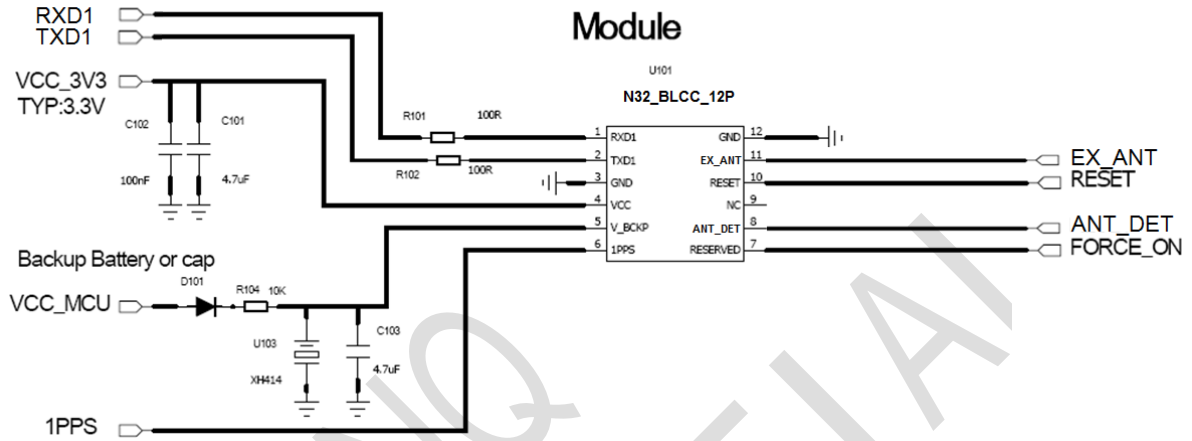 RXD1
TXD1
Module
VCC_3V3
TYP:3.3V
C102
C101
100nF
4.7uF
R101
100R
R102
100R
U101
N32_BLCC_12P
1 RXD1
2 TXD1
3 GND
4 VCC
5 V_BCKP
6 1PPS
GND 12
EX_ANT 11
RESET 10
NC 9
ANT_DET 8
RESERVED 7
EX_ANT
RESET
ANT_DET
FORCE_ON
Backup Battery or cap
D101
VCC_MCU
R104 10K
U103
XH414
C103
4.7uF
1PPS